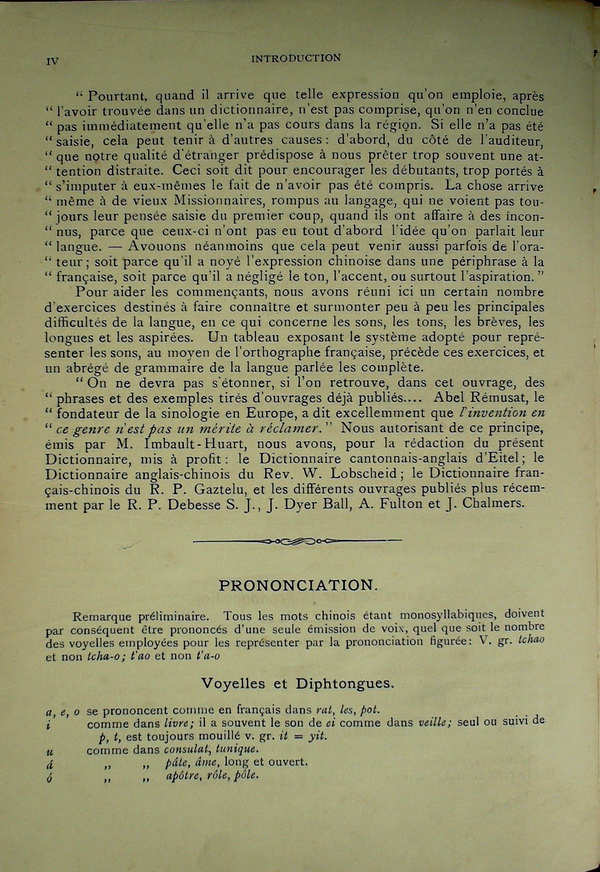 IV
INTRODUCTION
“ Pourtant, quand il arrive que telle expression qu'on emploie, après
“ l'avoir trouvée dans un dictionnaire, n'est pas comprise, qu'on n'en conclue
“ pas immédiatement qu'elle n'a pas cours dans la région. Si elle n'a pas été
“ saisie, cela peut tenir à d'autres causes : d'abord, du côté de l'auditeur,
“ que notre qualité d'étranger prédispose à nous prêter trop souvent une at-
“ tention distraite. Ceci soit dit pour encourager les débutants, trop portés à
“ s'imputer à eux-mêmes le fait de n'avoir pas été compris. La chose arrive
“ même à de vieux Missionnaires, rompus au langage, qui ne voient pas tou-
“ jours leur pensée saisie du premier coup, quand ils ont affaire à des incon-
“ nus, parce que ceux-ci n'ont pas eu tout d'abord l'idée qu'on parlait leur
“ langue. — Avouons néanmoins que cela peut venir aussi parfois de l'ora-
“ teur ; soit parce qu'il a noyé l'expression chinoise dans une périphrase à la
“ française, soit parce qu'il a négligé le ton, l'accent, ou surtout l'aspiration. ”
Pour aider les commençants, nous avons réuni ici un certain nombre
d'exercices destinés à faire connaître et surmonter peu à peu les principales
difficultés de la langue, en ce qui concerne les sons, les tons, les brèves, les
longues et les aspirées. Un tableau exposant le système adopté pour repré-
senter les sons, au moyen de l'orthographe française, précède ces exercices, et
un abrégé de grammaire de la langue parlée les complète.
“ On ne devra pas s'étonner, si l'on retrouve, dans cet ouvrage, des
“ phrases et des exemples tirés d'ouvrages déjà publiés.... Abel Rémusat, le
“ fondateur de la sinologie en Europe, a dit excellemment que l'invention en
“ ce genre n'est pas un mérite à réclamer. ” Nous autorisant de ce principe,
émis par M. Imbault-Huart, nous avons, pour la rédaction du présent
Dictionnaire, mis à profit : le Dictionnaire cantonnais-anglais d'Eitel ; le
Dictionnaire anglais-chinois du Rev. W. Lobscheid ; le Dictionnaire fran-
çais-chinois du R. P. Gaztelu, et les différents ouvrages publiés plus récem-
ment par le R. P. Debesse S. J., J. Dyer Ball, A. Fulton et J. Chalmers.
PRONONCIATION.
Remarque préliminaire. Tous les mots chinois étant monosyllabiques, doivent
par conséquent être prononcés d'une seule émission de voix, quel que soit le nombre
des voyelles employées pour les représenter par la prononciation figurée : V. gr. tchao
et non tcha-o ; t'ao et non t'a-o
Voyelles et Diphtongues.
a, e, o se prononcent comme en français dans rat, les, pot.
i comme dans livre ; il a souvent le son de ei comme dans veille ; seul ou suivi de
p, t, est toujours mouillé v. gr. it = yit.
u comme dans consulat, tunique.
á „ „ pâte, âme, long et ouvert.
ó „ „ apôtre, rôle, pôle.